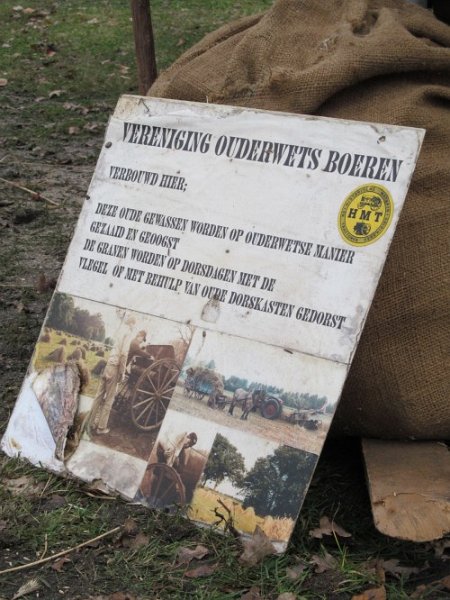 VERENIGING OUDERWETS BOEREN
VERBOUWD HIER;
HMT
DEZE OUDE GEWASSEN WORDEN OP OUDERWETSE MANIER
GEZAAID EN GEOOGST
DE GRANEN WORDEN OP DORSDAGEN MET DE
VLEGEL OF MET BEHULP VAN OUDE DORSKASTEN GEDORST